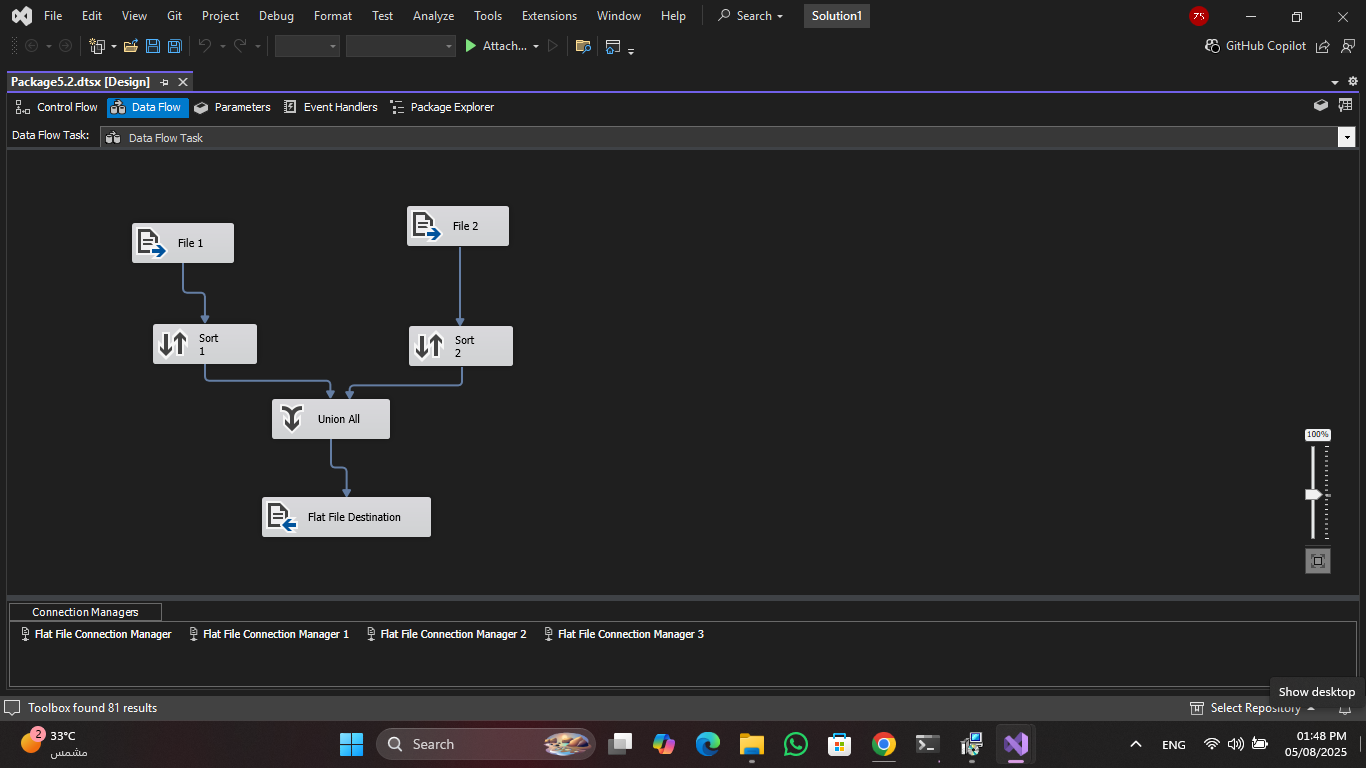 File Edit View Git Project Debug Format Test Analyze Tools Extensions Window Help Search Solution1 ZS
Attach... GitHub Copilot
Package5.2.dtsx [Design]
Control Flow Data Flow Parameters Event Handlers Package Explorer
Data Flow Task: Data Flow Task
File 1
File 2
Sort
1
Sort
2
Union All
Flat File Destination
100%
Connection Managers
Flat File Connection Manager Flat File Connection Manager 1 Flat File Connection Manager 2 Flat File Connection Manager 3
Show desktop
Toolbox found 81 results Select Repository
2 33°C
مشمس
Search
ENG
01:48 PM
05/08/2025